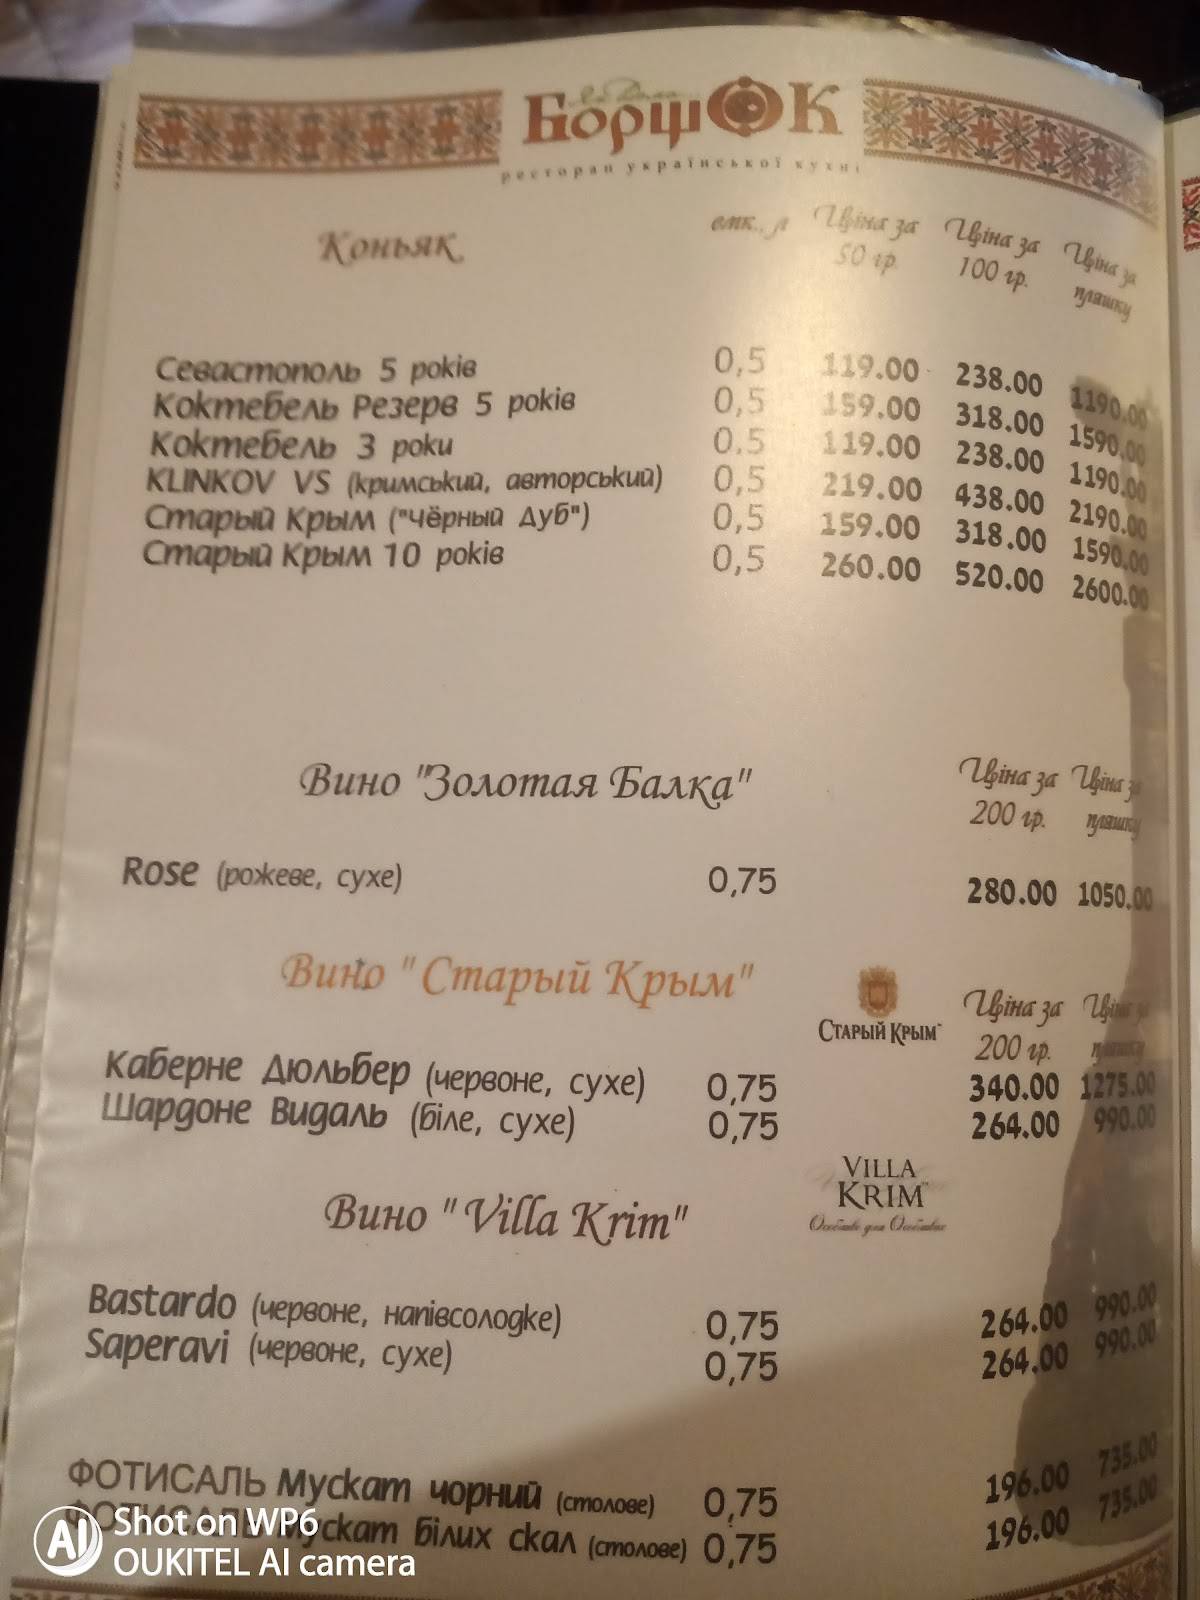 БОРЩОК
ресторан української кухні
Коньяк
емк., л Ціна за 50 гр. Ціна за 100 гр. Ціна за пляшку
Севастополь 5 років 0,5 119.00 238.00 1190.00
Коктебель Резерв 5 років 0,5 159.00 318.00 1590.00
Коктебель 3 роки 0,5 119.00 238.00 1190.00
KLINKOV VS (кримський, авторський) 0,5 219.00 438.00 2190.00
Старый Крым ("Чёрный Дуб") 0,5 159.00 318.00 1590.00
Старый Крым 10 років 0,5 260.00 520.00 2600.00
Вино "Золотая Балка" Ціна за 200 гр. Ціна за пляшку
Rose (рожеве, сухе) 0,75 280.00 1050.00
Вино "Старый Крым" Старый Крым Ціна за 200 гр. Ціна за пляшку
Каберне Дюльбер (червоне, сухе) 0,75 340.00 1275.00
Шардоне Видаль (біле, сухе) 0,75 264.00 990.00
Вино "Villa Krim" VILLA KRIM
Bastardo (червоне, напівсолодке) 0,75 264.00 990.00
Saperavi (червоне, сухе) 0,75 264.00 990.00
ФОТИСАЛЬ Мускат чорний (столове) 0,75 196.00 735.00
ФОТИСАЛЬ Мускат білих скал (столове) 0,75 196.00 735.00
AI Shot on WP6
OUKITEL AI camera